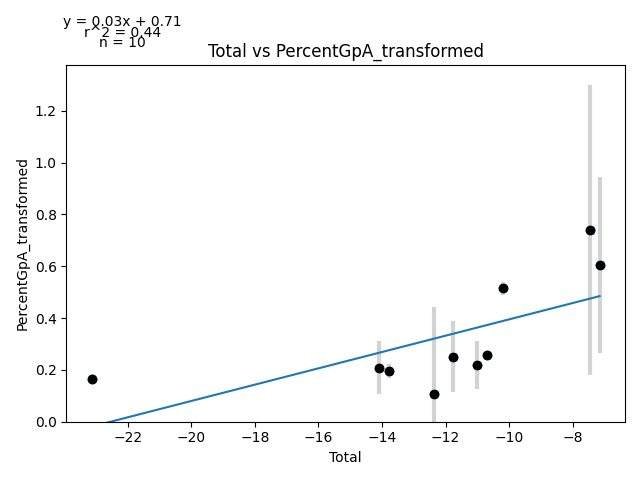 y = 0.03x + 0.71
r^2 = 0.44
n = 10
Total vs PercentGpA_transformed
PercentGpA_transformed
1.2
1.0
0.8
0.6
0.4
0.2
0.0
−22 −20 −18 −16 −14 −12 −10 −8
Total